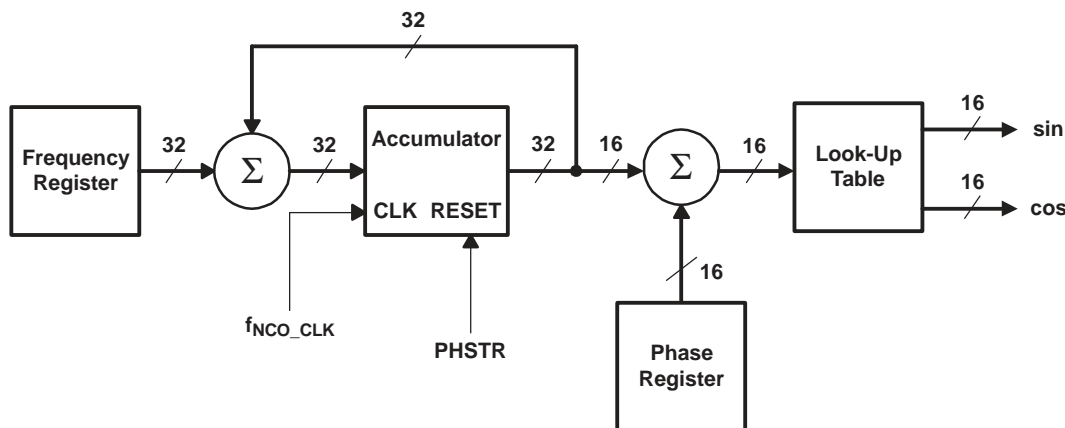 32
Frequency
Register
32
Σ
32
Accumulator
CLK RESET
32
16
Σ
16
Look-Up
Table
16
sin
16
cos
16
fNCO_CLK
PHSTR
Phase
Register